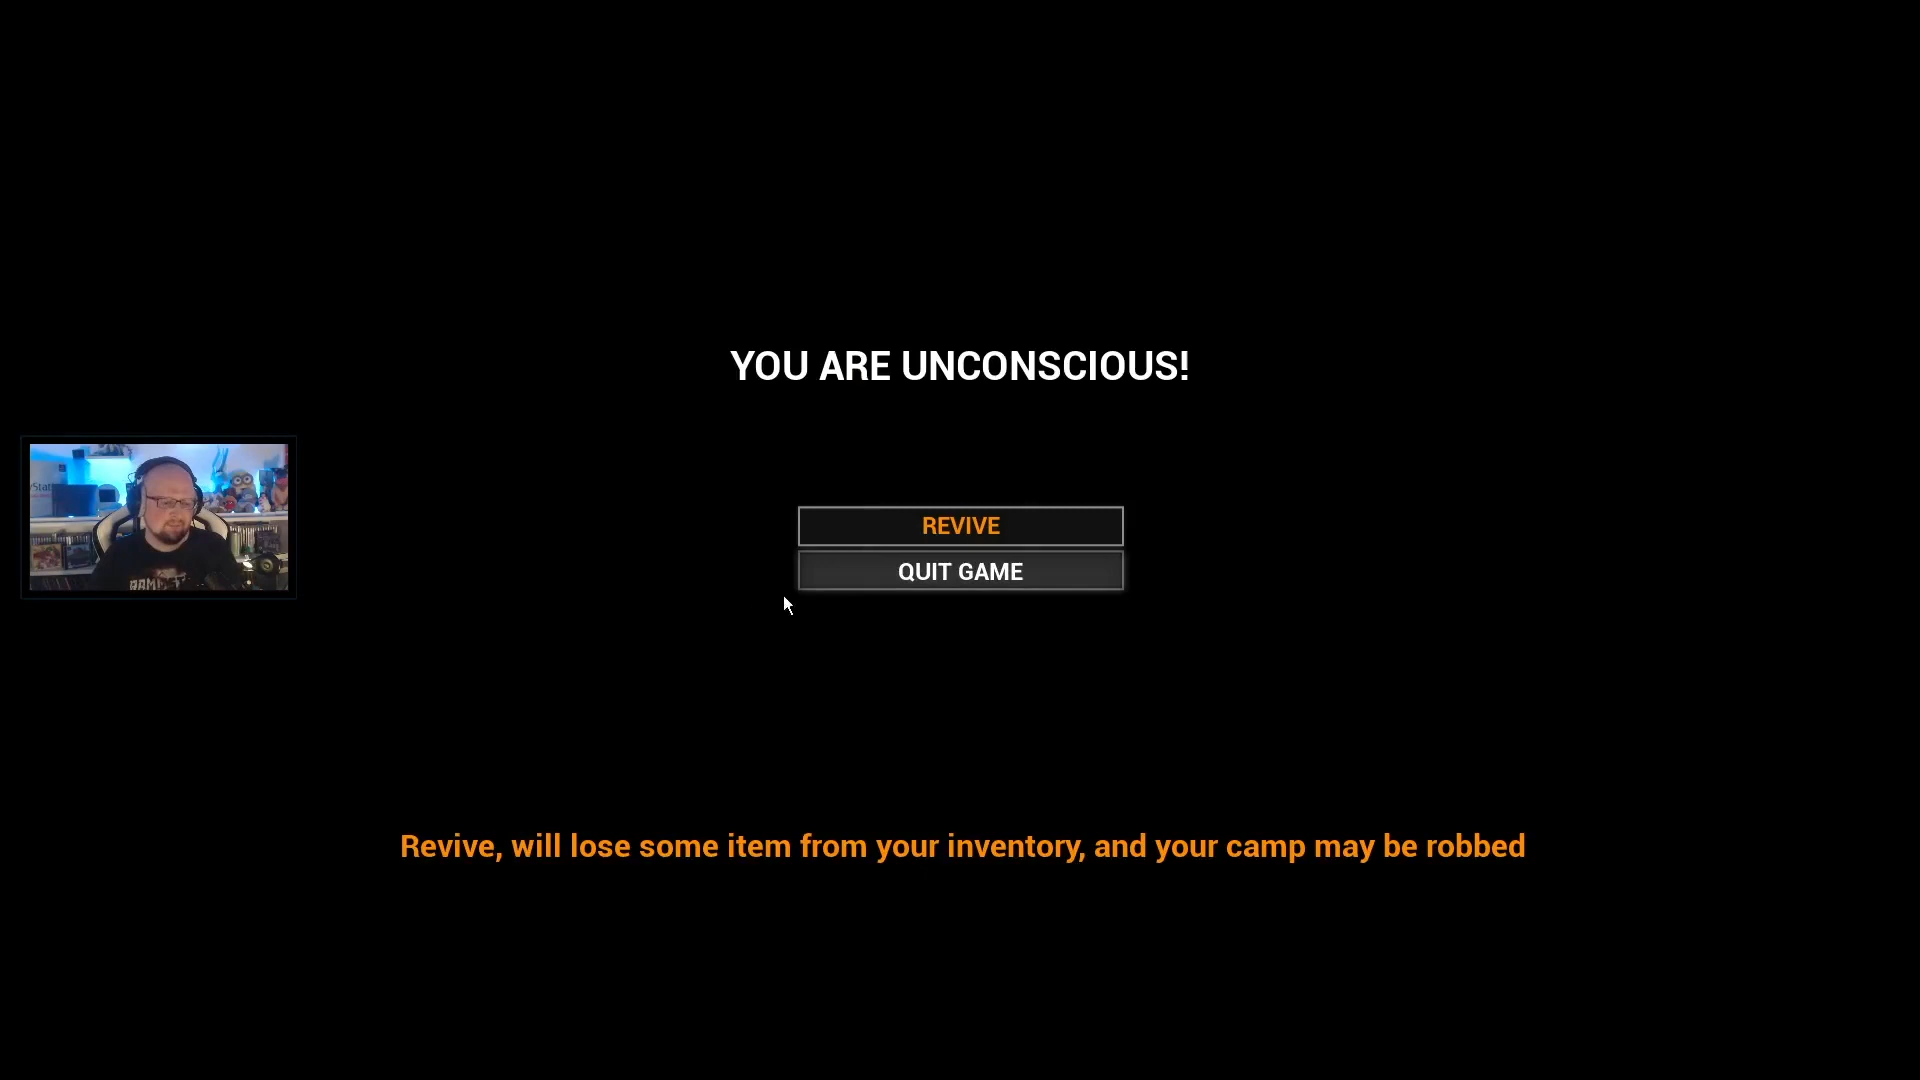 YOU ARE UNCONSCIOUS!
REVIVE
QUIT GAME
Revive, will lose some item from your inventory, and your camp may be robbed